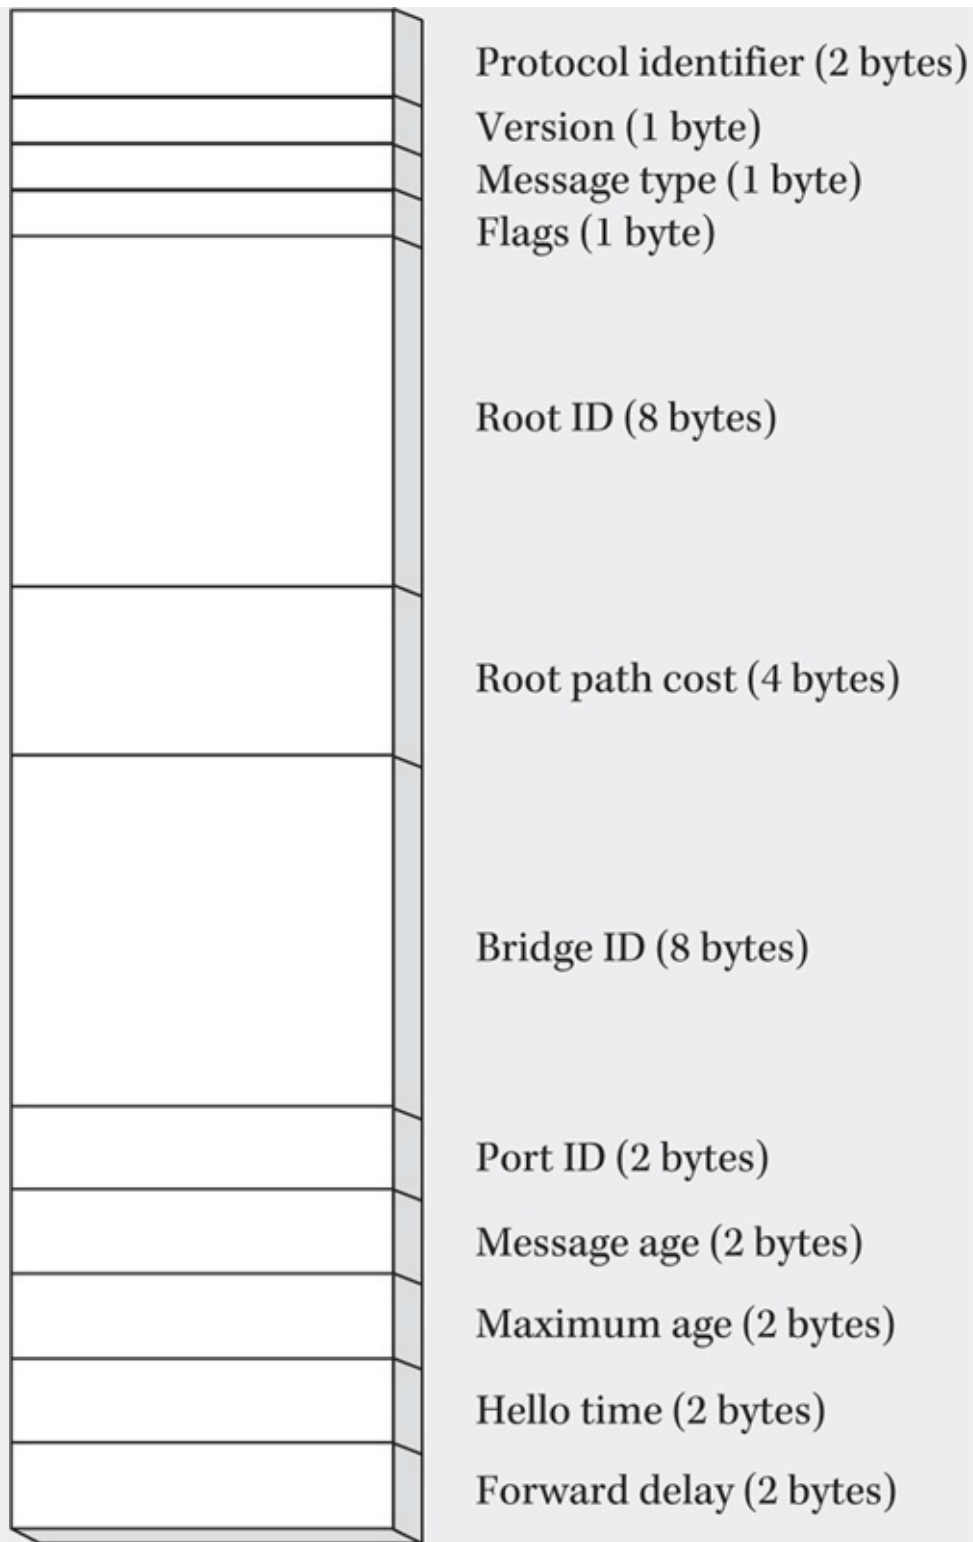 Protocol identifier (2 bytes)
Version (1 byte)
Message type (1 byte)
Flags (1 byte)
Root ID (8 bytes)
Root path cost (4 bytes)
Bridge ID (8 bytes)
Port ID (2 bytes)
Message age (2 bytes)
Maximum age (2 bytes)
Hello time (2 bytes)
Forward delay (2 bytes)